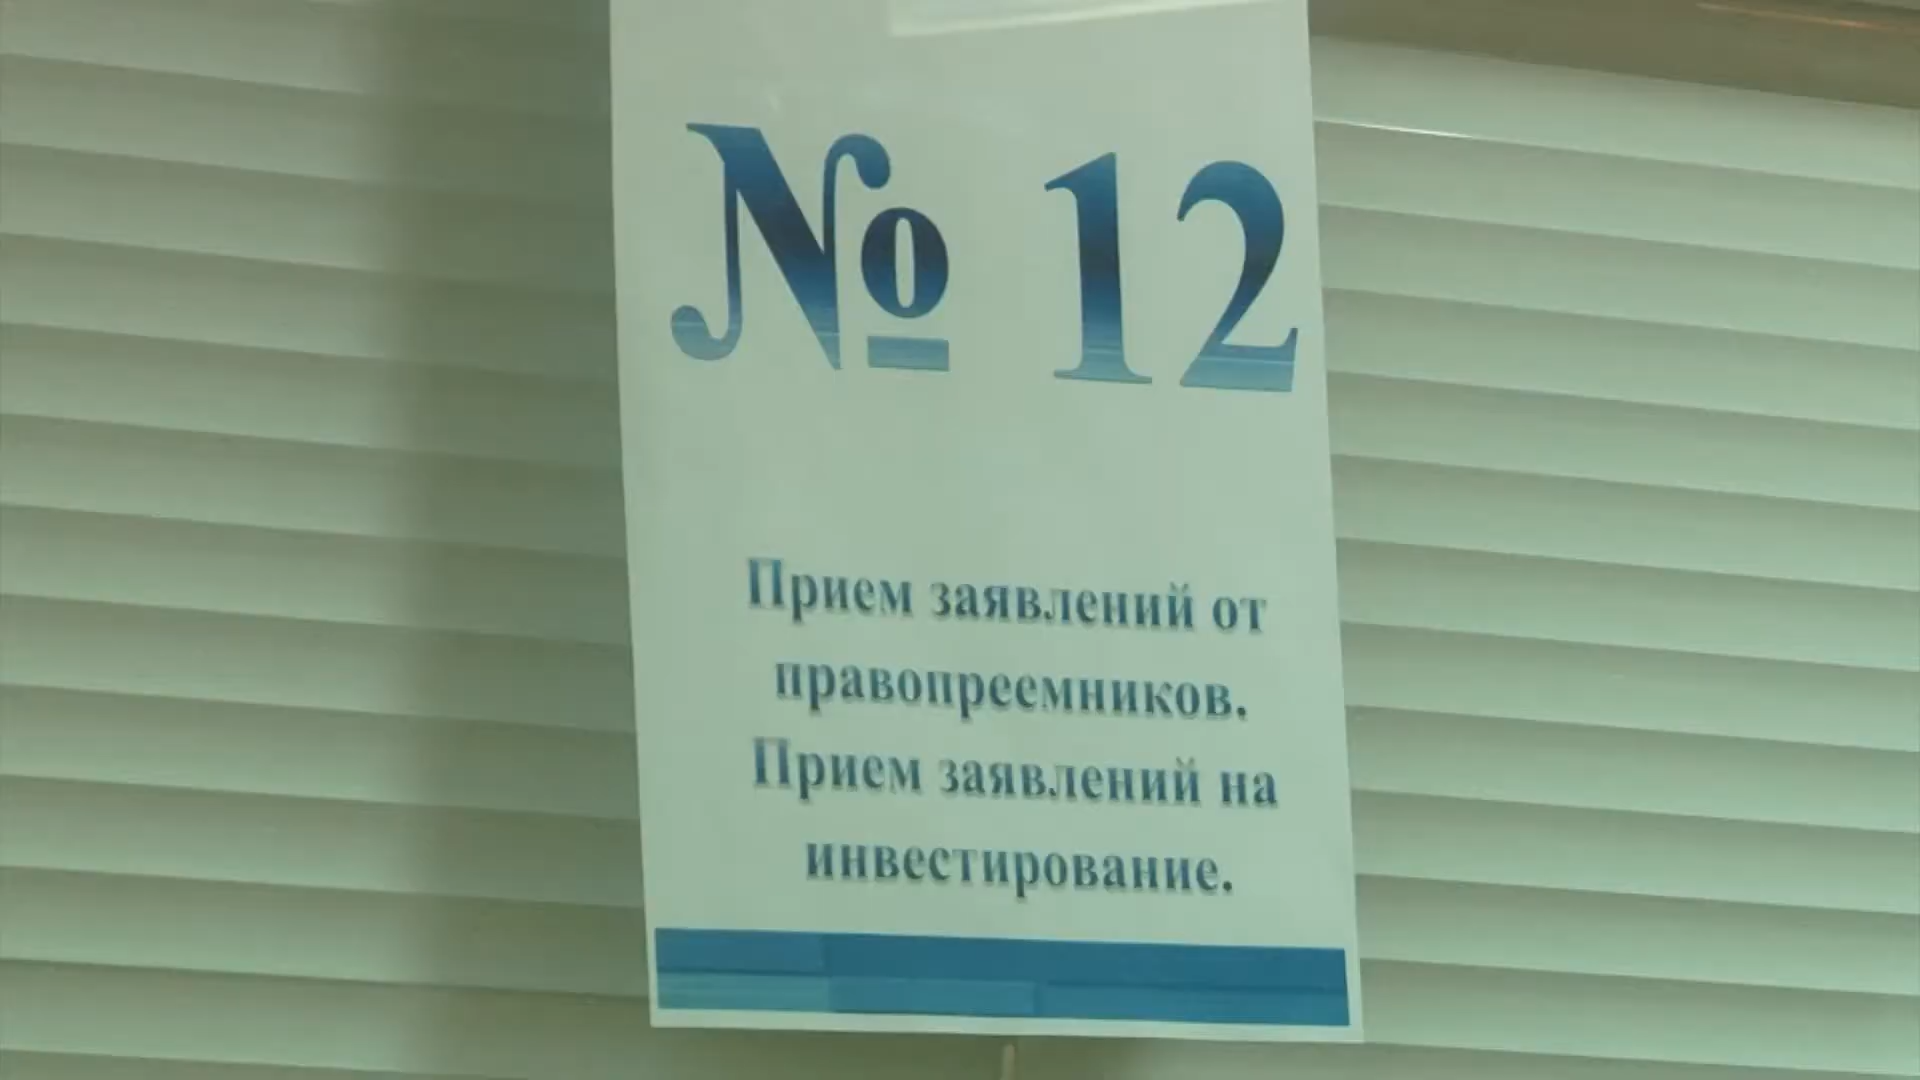 № 12
Прием заявлений от
правопреемников.
Прием заявлений на
инвестирование.